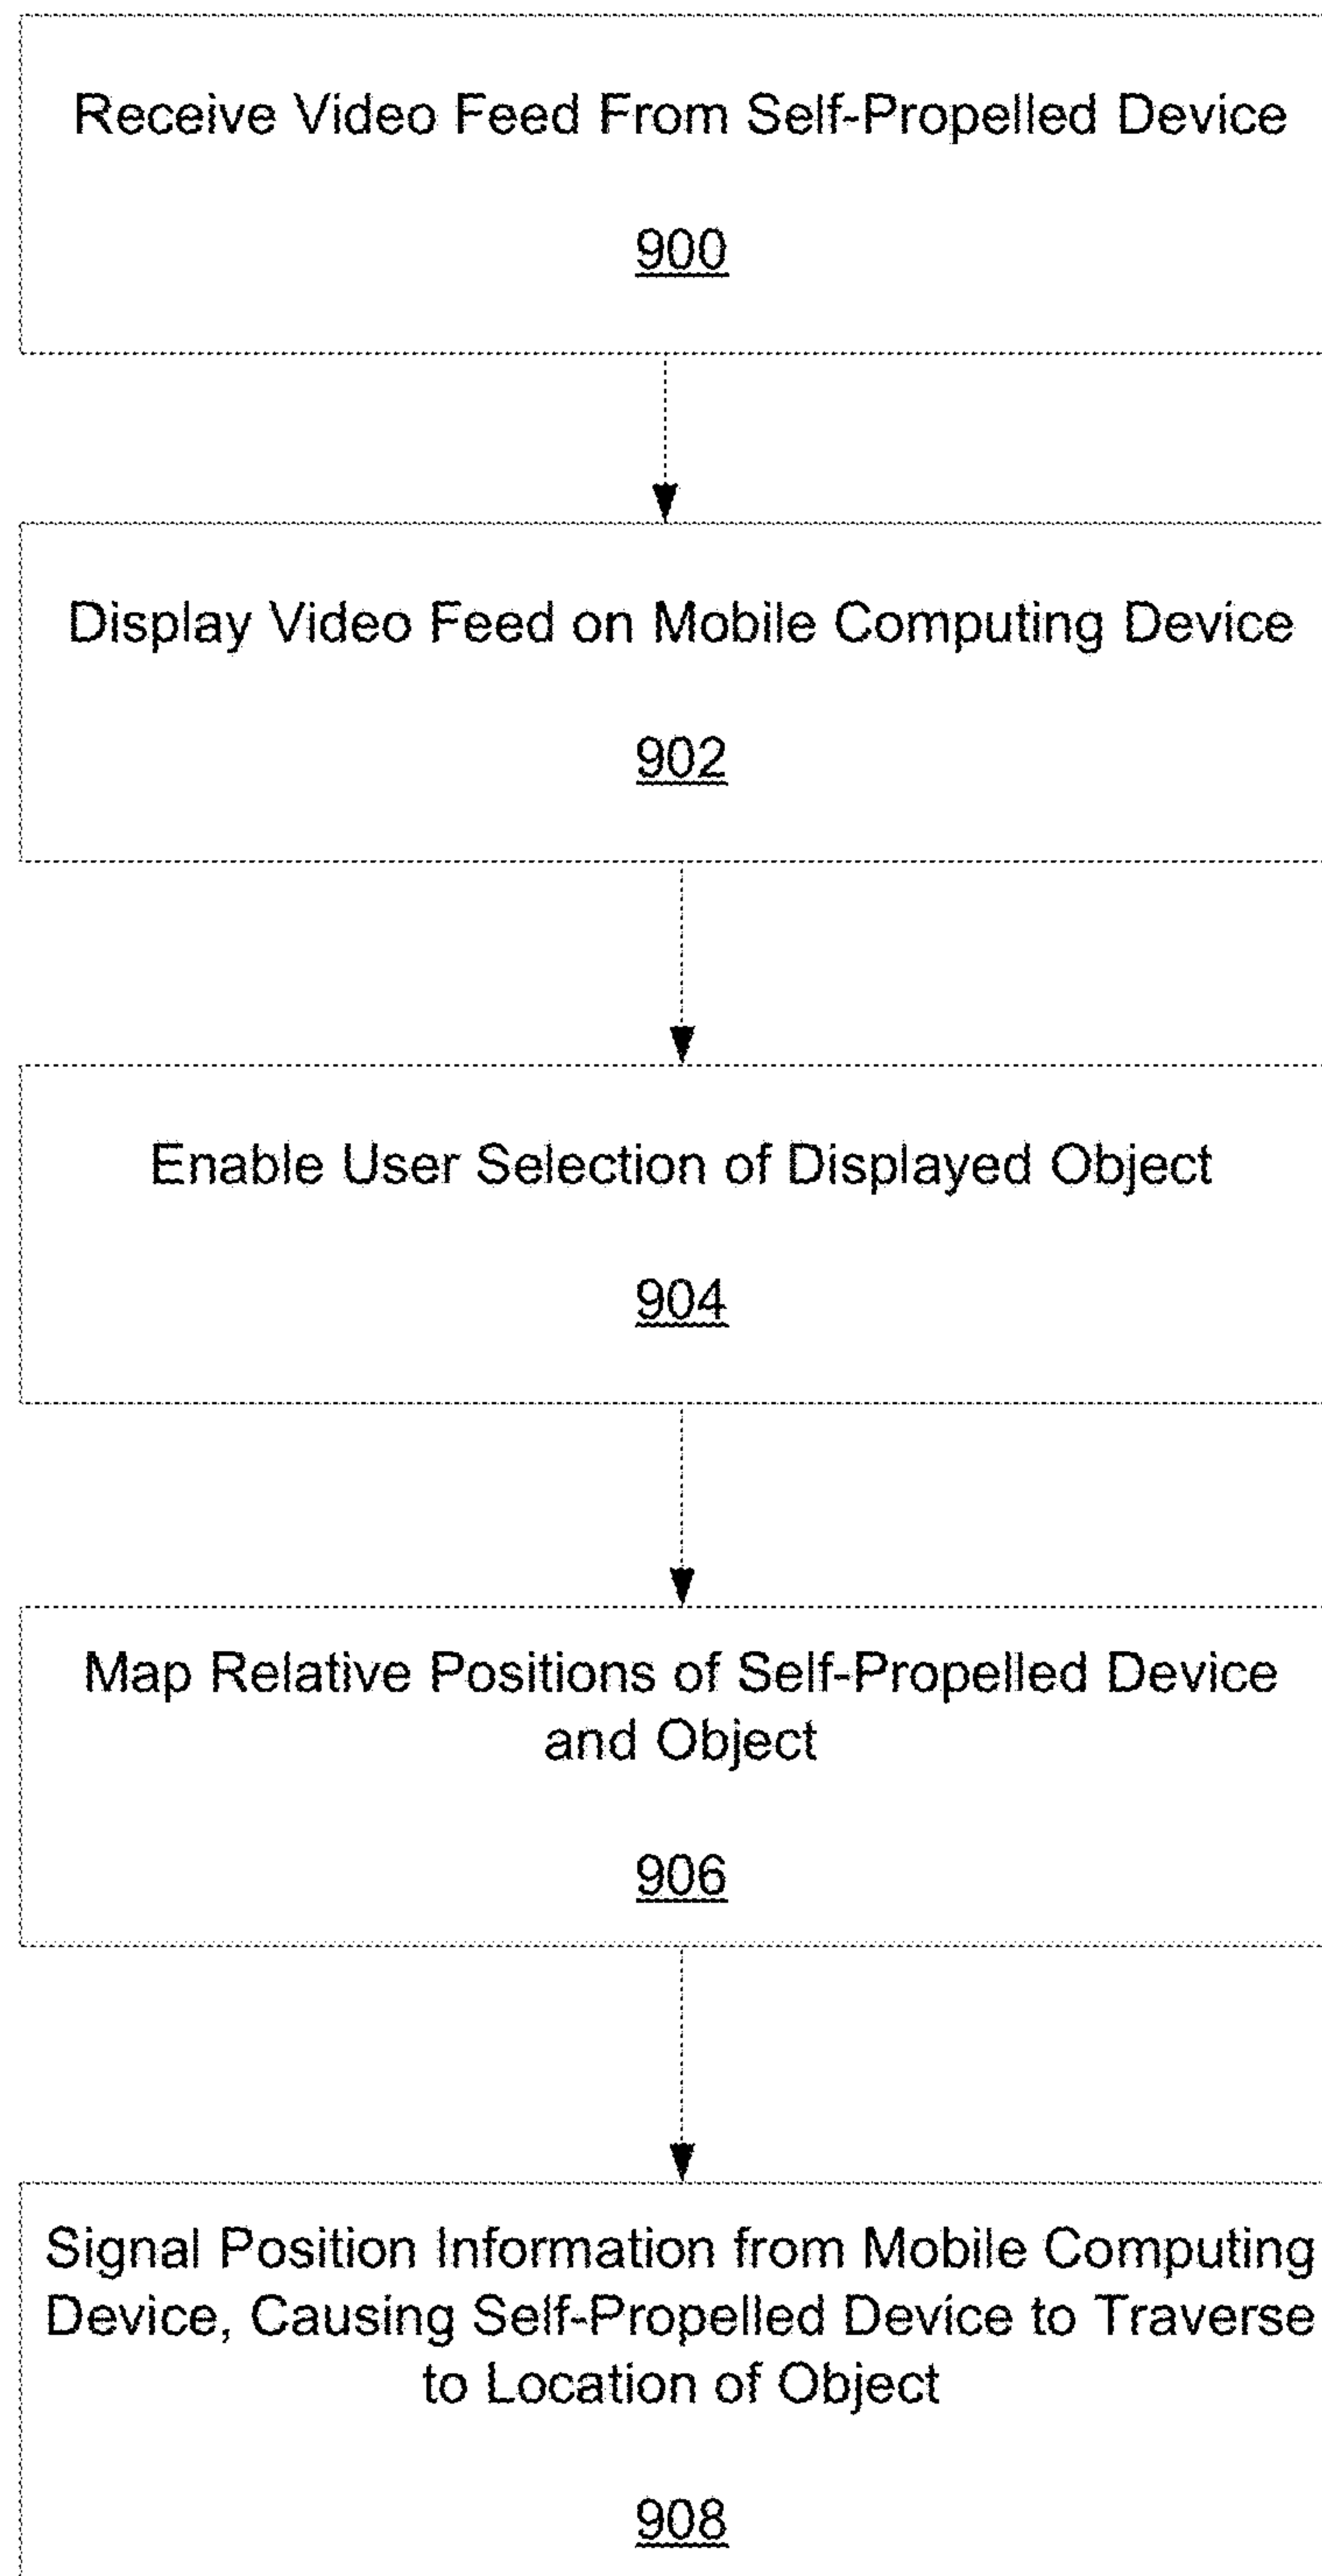 Receive Video Feed From Self-Propelled Device
900
Display Video Feed on Mobile Computing Device
902
Enable User Selection of Displayed Object
904
Map Relative Positions of Self-Propelled Device
and Object
906
Signal Position Information from Mobile Computing
Device, Causing Self-Propelled Device to Traverse
to Location of Object
908